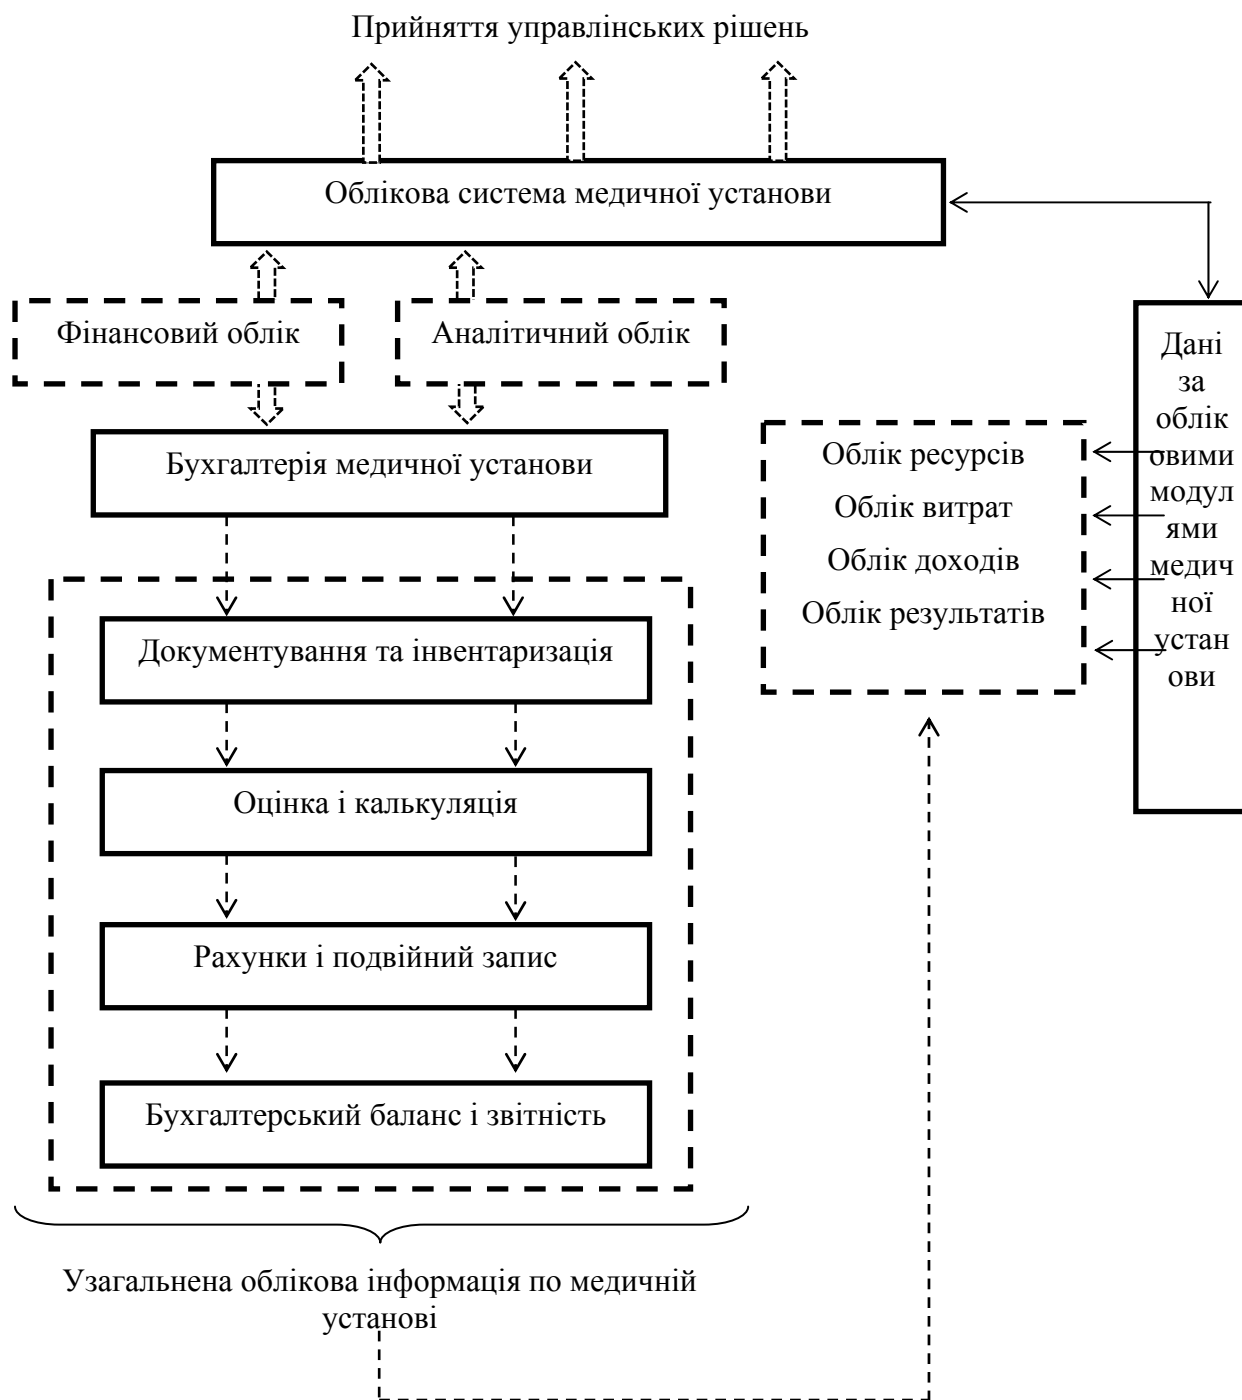 Прийняття управлінських рішень
Облікова система медичної установи
Фінансовий облік
Аналітичний облік
Бухгалтерія медичної установи
Документування та інвентаризація
Оцінка і калькуляція
Рахунки і подвійний запис
Бухгалтерський баланс і звітність
Узагальнена облікова інформація по медичній
установі
Облік ресурсів
Облік витрат
Облік доходів
Облік результатів
Дані
за
облік
овими
модул
ями
медич
ної
устан
ови